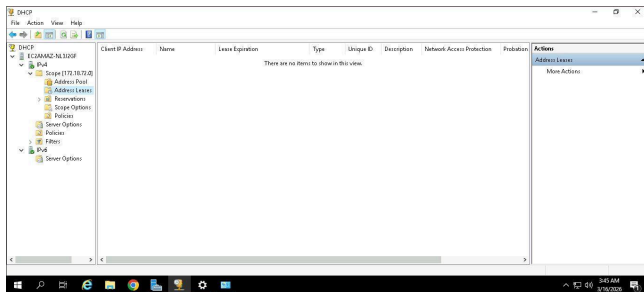 DHCP
File Action View Help
DHCP
EC2AMAZ-NL3J2GF
IPv4
Scope [172.18.72.0]
Address Pool
Address Leases
Reservations
Scope Options
Policies
Server Options
Policies
Filters
IPv6
Server Options
Client IP Address Name Lease Expiration Type Unique ID Description Network Access Protection Probation
There are no items to show in this view.
Actions
Address Leases
More Actions
3:45 AM
3/16/2026